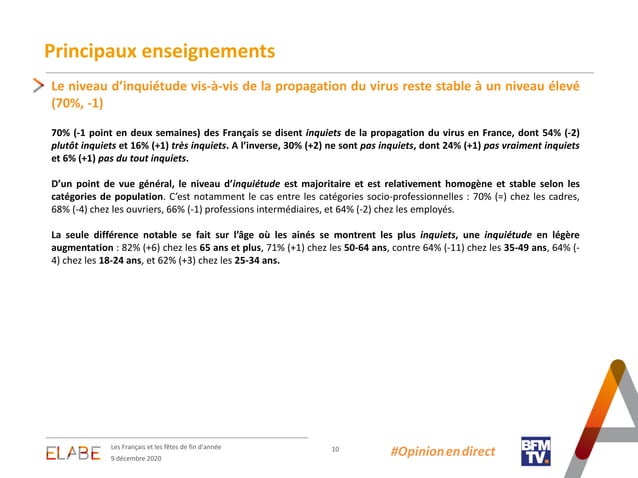 Principaux enseignements
Le niveau d’inquiétude vis-à-vis de la propagation du virus reste stable à un niveau élevé
(70%, -1)
70% (-1 point en deux semaines) des Français se disent inquiets de la propagation du virus en France, dont 54% (-2)
plutôt inquiets et 16% (+1) très inquiets. A l’inverse, 30% (+2) ne sont pas inquiets, dont 24% (+1) pas vraiment inquiets
et 6% (+1) pas du tout inquiets.
D’un point de vue général, le niveau d’inquiétude est majoritaire et est relativement homogène et stable selon les
catégories de population. C’est notamment le cas entre les catégories socio-professionnelles : 70% (=) chez les cadres,
68% (-4) chez les ouvriers, 66% (-1) professions intermédiaires, et 64% (-2) chez les employés.
La seule différence notable se fait sur l’âge où les ainés se montrent les plus inquiets, une inquiétude en légère
augmentation : 82% (+6) chez les 65 ans et plus, 71% (+1) chez les 50-64 ans, contre 64% (-11) chez les 35-49 ans, 64% (-
4) chez les 18-24 ans, et 62% (+3) chez les 25-34 ans.
ELABE
Les Français et les fêtes de fin d’année
9 décembre 2020
10
#Opinion.en.direct
BFM
TV.